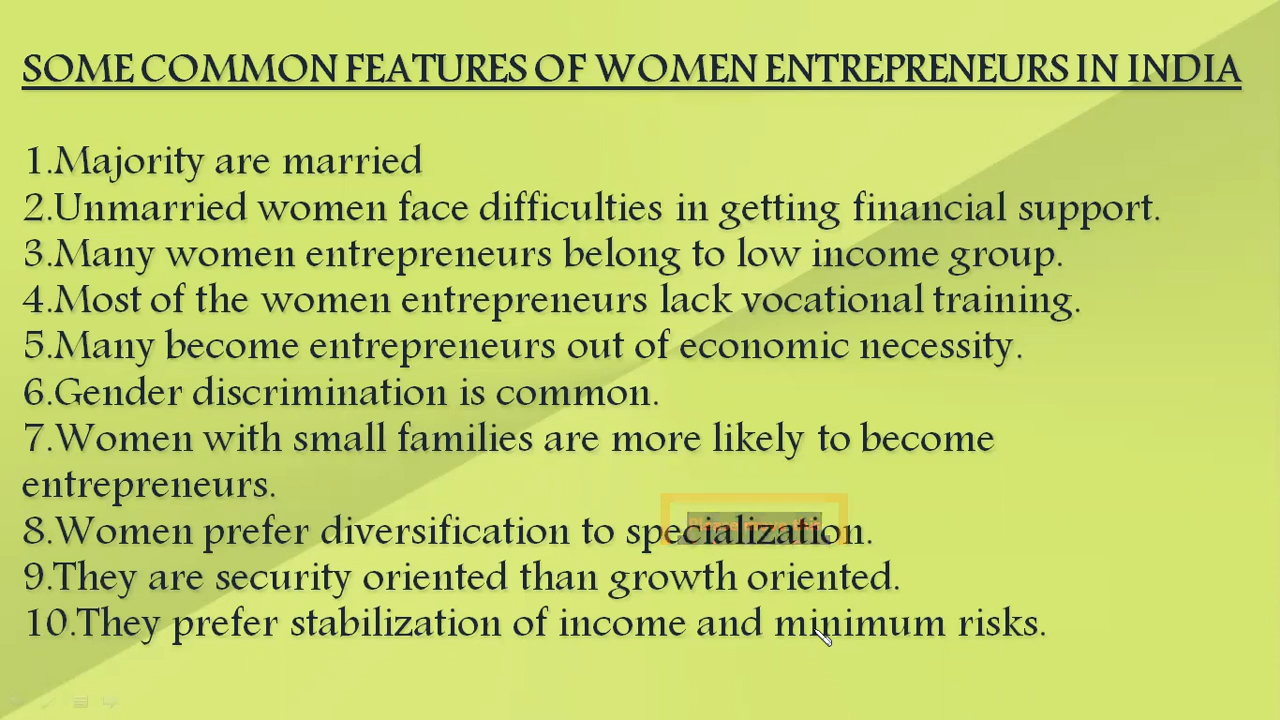 SOME COMMON FEATURES OF WOMEN ENTREPRENEURS IN INDIA
1.Majority are married
2.Unmarried women face difficulties in getting financial support.
3.Many women entrepreneurs belong to low income group.
4.Most of the women entrepreneurs lack vocational training.
5.Many become entrepreneurs out of economic necessity.
6.Gender discrimination is common.
7.Women with small families are more likely to become
entrepreneurs.
8.Women prefer diversification to specialization.
9.They are security oriented than growth oriented.
10.They prefer stabilization of income and minimum risks.